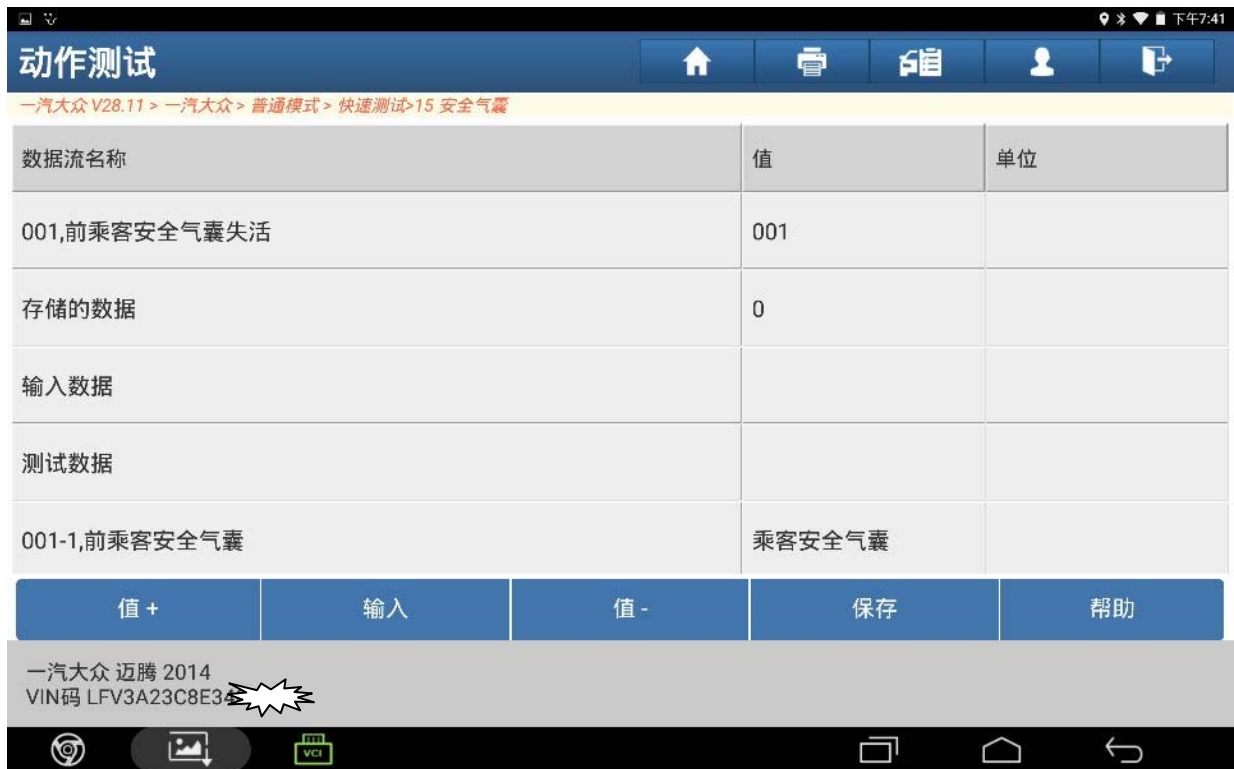 下午7:41
动作测试
一汽大众 V28.11 > 一汽大众 > 普通模式 > 快速测试>15 安全气囊
数据流名称 值 单位
001,前乘客安全气囊失活 001
存储的数据 0
输入数据
测试数据
001-1,前乘客安全气囊 乘客安全气囊
值 + 输入 值 - 保存 帮助
一汽大众 迈腾 2014
VIN码 LFV3A23C8E34
VCI